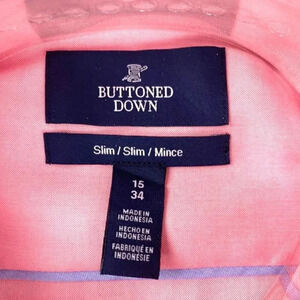 BUTTONED
DOWN
Slim / Slim / Mince
15
34
MADE IN
INDONESIA
HECHO EN
INDONESIA
FABRIQUÉ EN
INDONÉSIE